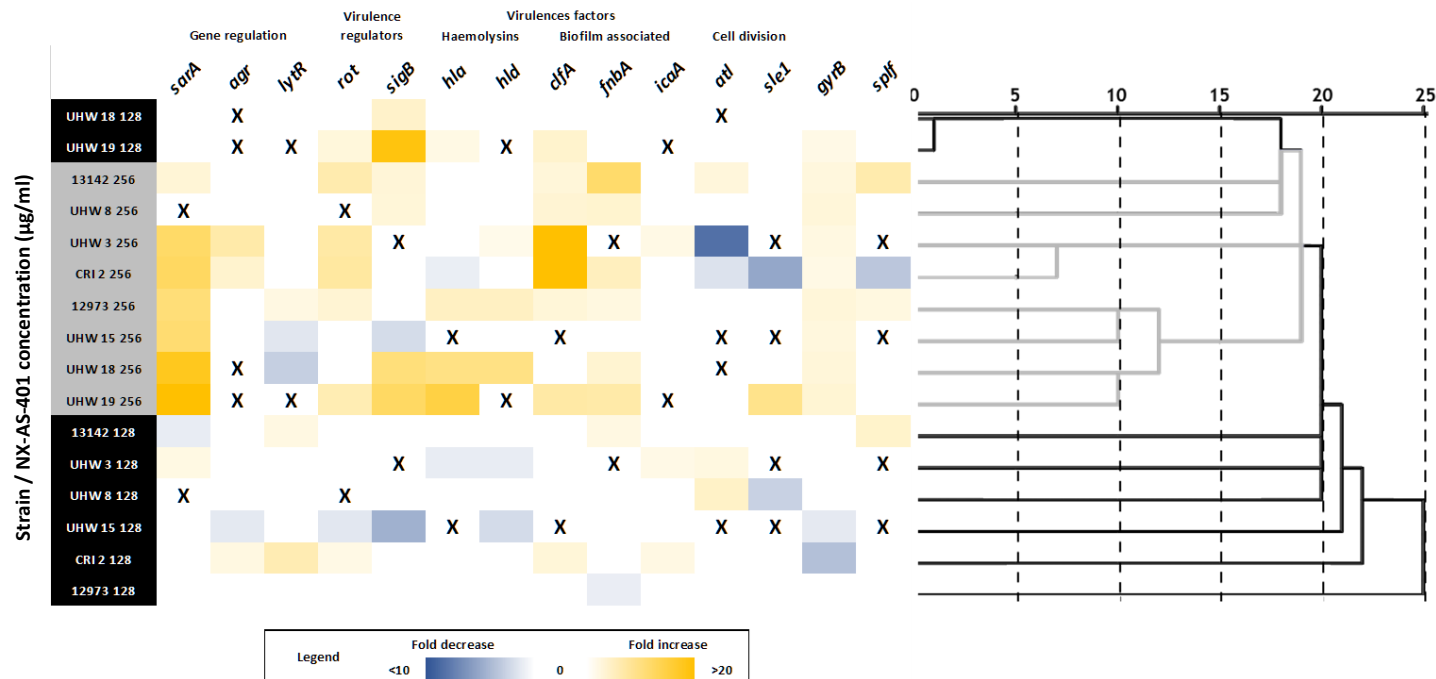 Virulence
Virulences factors
Gene regulation
regulators
Haemolysins
Biofilm associated
Cell division
sarA agr lytR rot sigB hla hld clfA fnbA icaA atl sle1 gyrB splf
0 5 10 15 20 25
Strain / NX-AS-401 concentration (µg/ml)
UHW 18 128 X X
UHW 19 128 X X X X
13142 256
UHW 8 256 X X
UHW 3 256 X X X X
CRI 2 256
12973 256
UHW 15 256 X X X X X
UHW 18 256 X X
UHW 19 256 X X X X
13142 128
UHW 3 128 X X X X
UHW 8 128 X X
UHW 15 128 X X X X X
CRI 2 128
12973 128
Fold decrease Fold increase
Legend
<10 0 >20